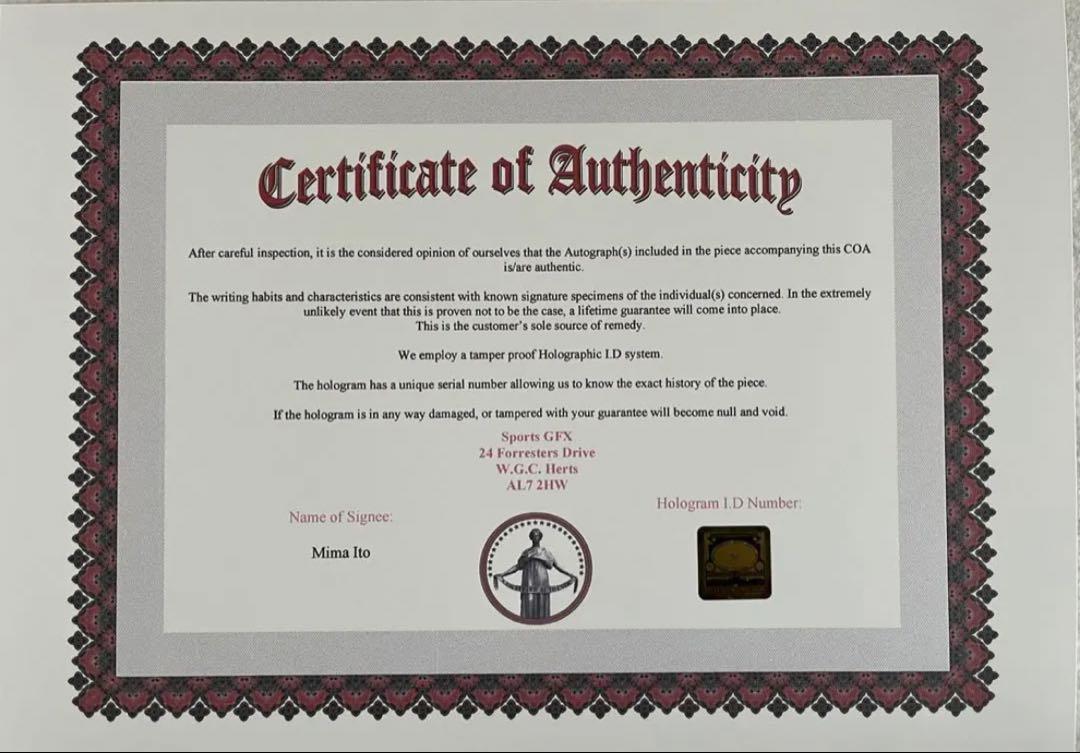 Certificate of Authenticity
After careful inspection, it is the considered opinion of ourselves that the Autograph(s) included in the piece accompanying this COA
is/are authentic.
The writing habits and characteristics are consistent with known signature specimens of the individual(s) concerned. In the extremely
unlikely event that this is proven not to be the case, a lifetime guarantee will come into place.
This is the customer's sole source of remedy.
We employ a tamper proof Holographic I.D system.
The hologram has a unique serial number allowing us to know the exact history of the piece.
If the hologram is in any way damaged, or tampered with your guarantee will become null and void.
Sports GFX
24 Forresters Drive
W.G.C. Herts
AL7 2HW
Name of Signee:
Mima Ito
Hologram I.D Number: